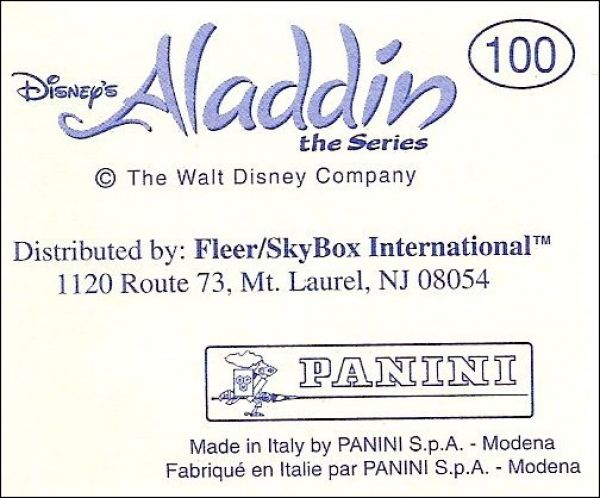 100
Disney's Aladdin
the Series
© The Walt Disney Company
Distributed by: Fleer/SkyBox International™
1120 Route 73, Mt. Laurel, NJ 08054
PANINI
Made in Italy by PANINI S.p.A. - Modena
Fabriqué en Italie par PANINI S.p.A. - Modena